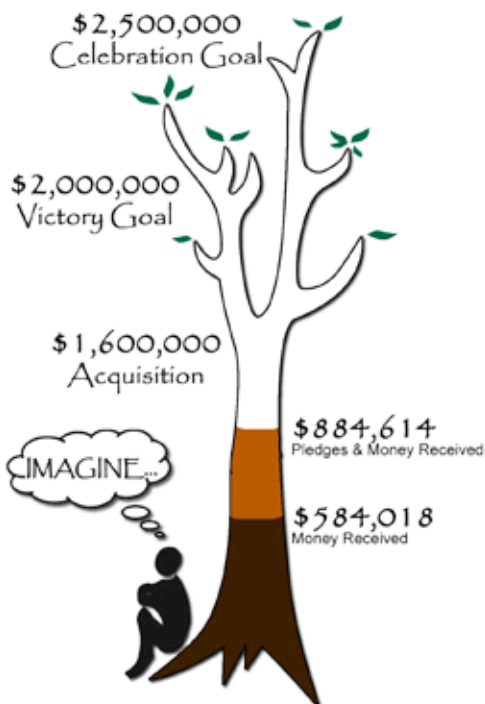 $2,500,000
Celebration Goal
$2,000,000
Victory Goal
$1,600,000
Acquisition
$884,614
Pledges & Money Received
IMAGINE...
$584,018
Money Received